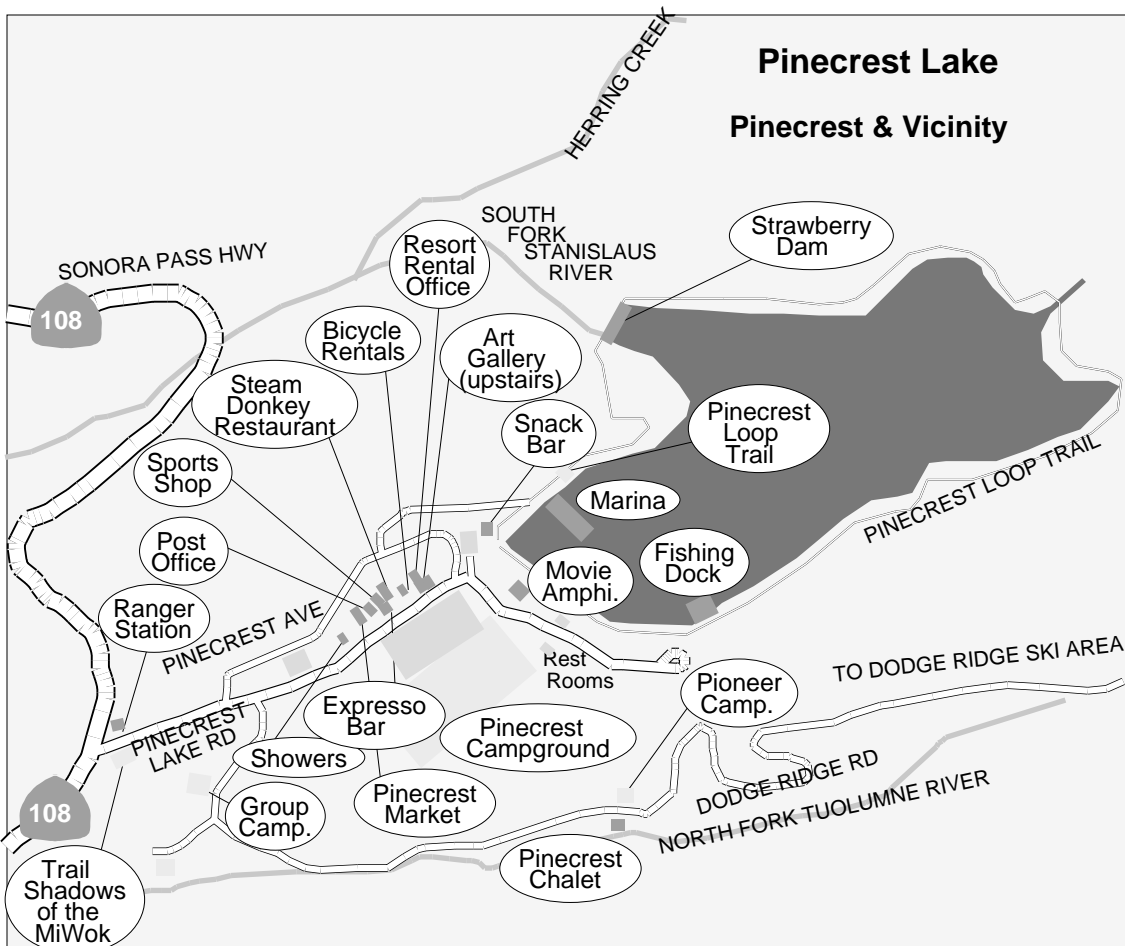 Pinecrest Lake
Pinecrest & Vicinity
HERRING CREEK
SOUTH
FORK
STANISLAUS
RIVER
Strawberry
Dam
Resort
Rental
Office
SONORA PASS HWY
108
Bicycle
Rentals
Art
Gallery
(upstairs)
Steam
Donkey
Restaurant
Snack
Bar
Pinecrest
Loop
Trail
Sports
Shop
Marina
PINECREST LOOP TRAIL
Post
Office
Movie
Amphi.
Fishing
Dock
Ranger
Station
PINECREST AVE
Rest
Rooms
TO DODGE RIDGE SKI AREA
Pioneer
Camp.
PINECREST
LAKE RD
Expresso
Bar
Pinecrest
Campground
Showers
DODGE RIDGE RD
108
Group
Camp.
Pinecrest
Market
NORTH FORK TUOLUMNE RIVER
Pinecrest
Chalet
Trail
Shadows
of the
MiWok